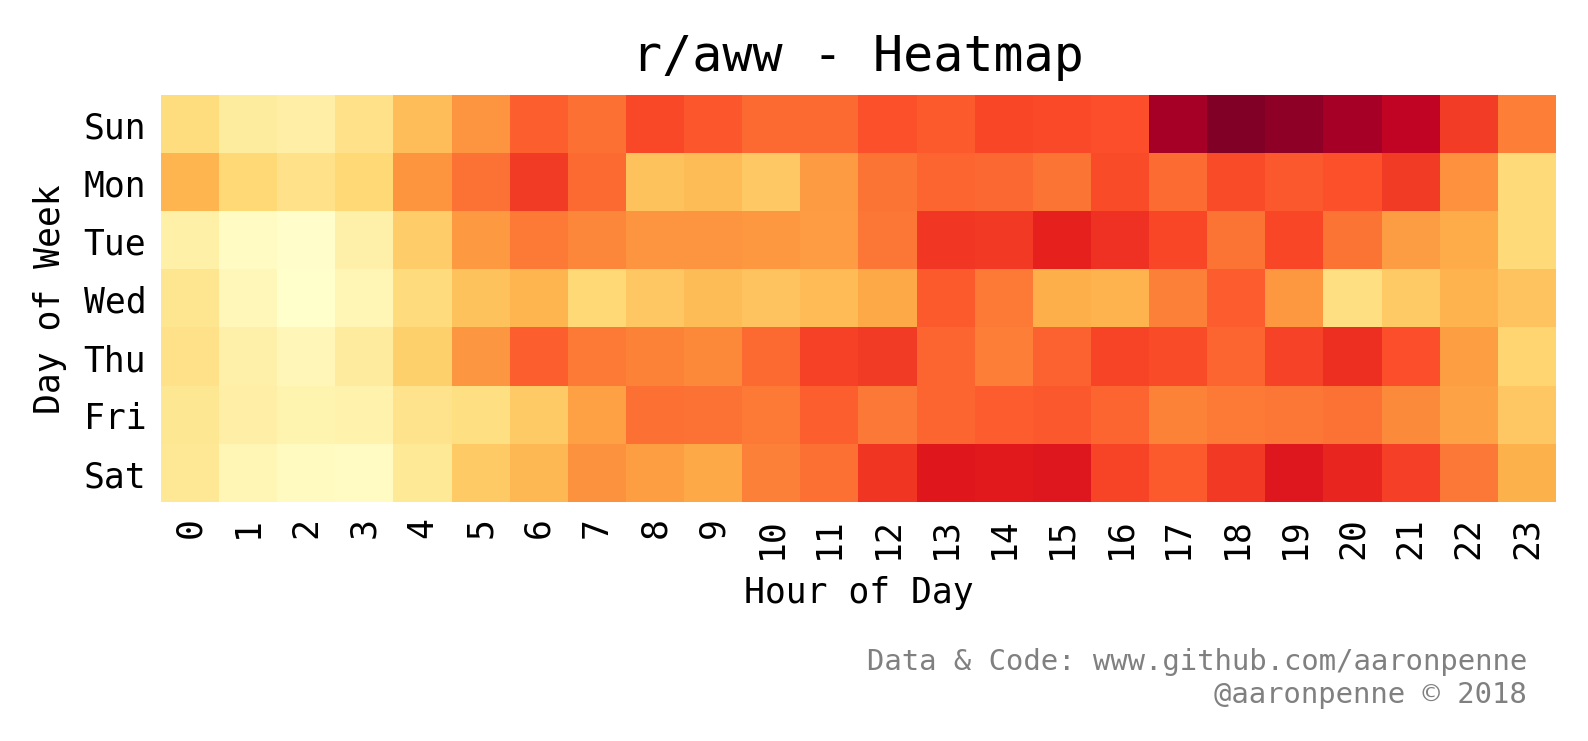 r/aww - Heatmap
Day of Week
Sun
Mon
Tue
Wed
Thu
Fri
Sat
0 1 2 3 4 5 6 7 8 9 10 11 12 13 14 15 16 17 18 19 20 21 22 23
Hour of Day
Data & Code: www.github.com/aaronpenne
@aaronpenne © 2018